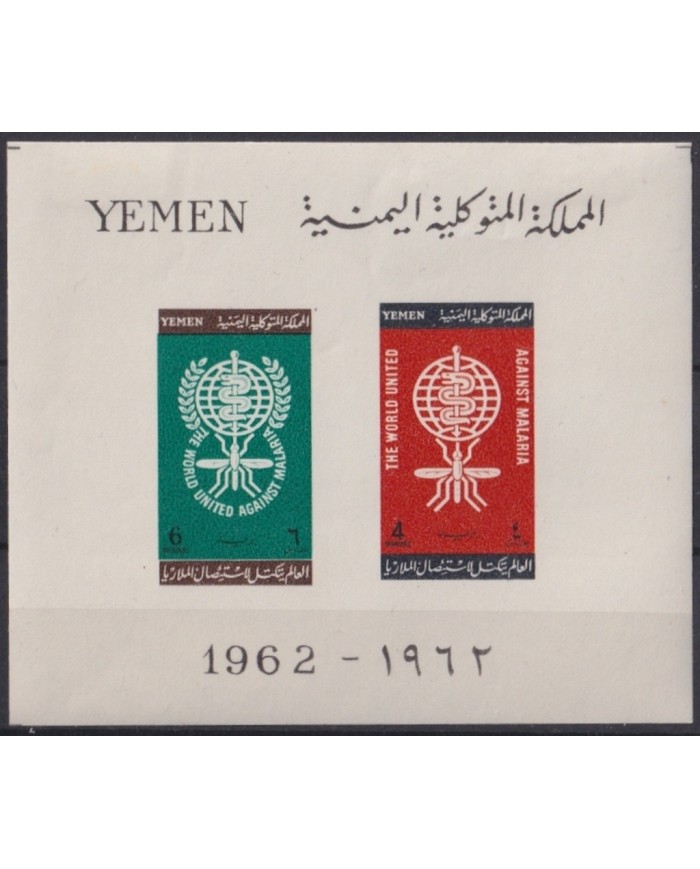 YEMEN المملكة المتوكلية اليمنية
YEMEN المملكة المتوكلية اليمنية
THE WORLD UNITED AGAINST MALARIA
6 ٦
العالم يتكتل لاستئصال الملاريا
YEMEN المملكة المتوكلية اليمنية
THE WORLD UNITED
AGAINST MALARIA
4 ٤
العالم يتكتل لاستئصال الملاريا
1962 - ١٩٦٢